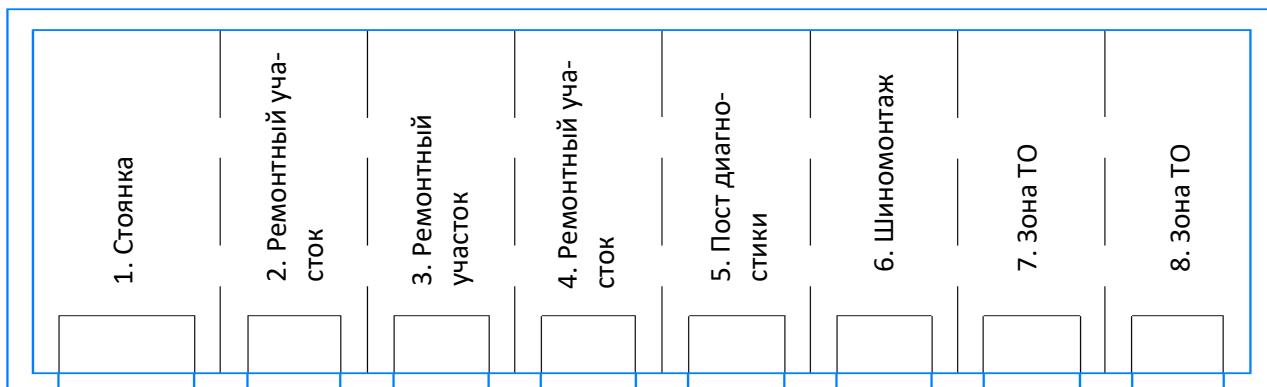 1. Стоянка
2. Ремонтный уча-
сток
3. Ремонтный
участок
4. Ремонтный уча-
сток
5. Пост диагно-
стики
6. Шиномонтаж
7. Зона ТО
8. Зона ТО